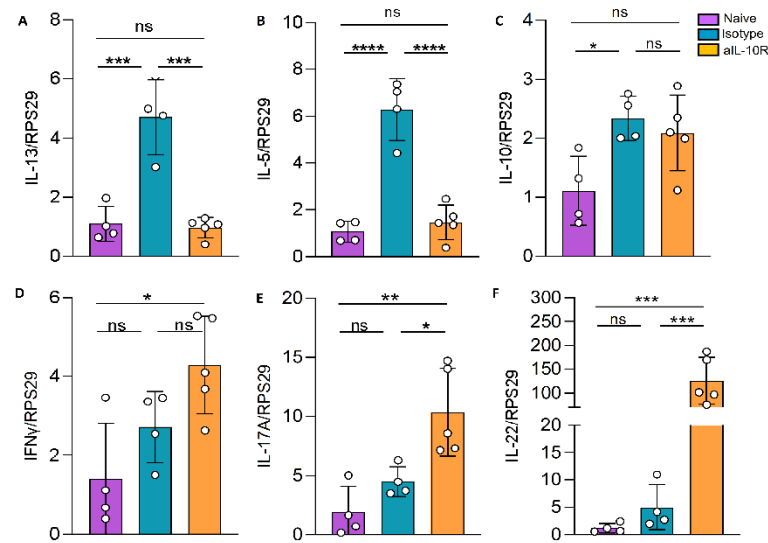 A
ns
***
***
IL-13/RPS29
8
6
4
2
0
B
ns
****
****
IL-5/RPS29
10
8
6
4
2
0
C
ns
*
ns
IL-10/RPS29
4
3
2
1
0
Naive
Isotype
aIL-10R
D
*
ns
ns
IFNγ/RPS29
6
4
2
0
E
**
ns
*
IL-17A/RPS29
20
15
10
5
0
F
***
ns
***
IL-22/RPS29
300
250
200
150
100
50
20
15
10
5
0